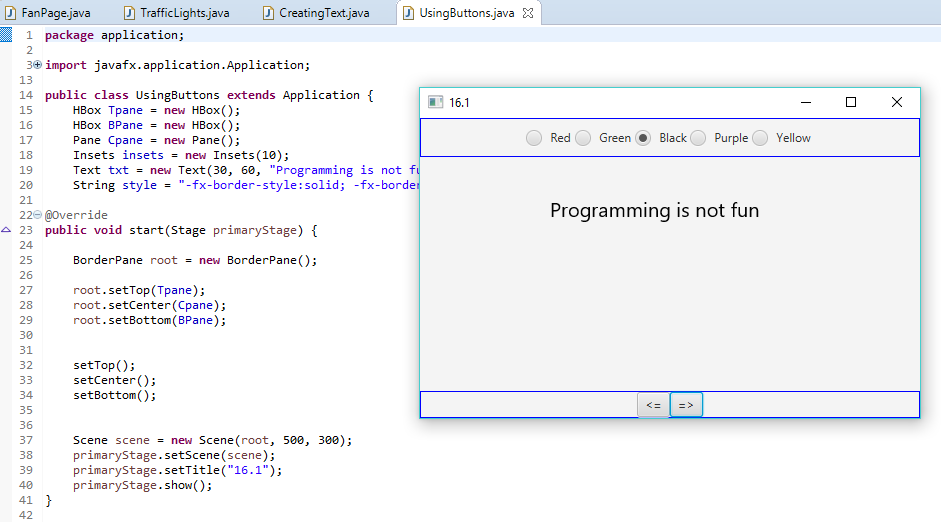 FanPage.java TrafficLights.java CreatingText.java UsingButtons.java
1 package application;
2
3 import javafx.application.Application;
13
14 public class UsingButtons extends Application {
15 HBox Tpane = new HBox();
16 HBox BPane = new HBox();
17 Pane Cpane = new Pane();
18 Insets insets = new Insets(10);
19 Text txt = new Text(30, 60, "Programming is not fu
20 String style = "-fx-border-style:solid; -fx-border
21
22 @Override
23 public void start(Stage primaryStage) {
24
25 BorderPane root = new BorderPane();
26
27 root.setTop(Tpane);
28 root.setCenter(Cpane);
29 root.setBottom(BPane);
30
31
32 setTop();
33 setCenter();
34 setBottom();
35
36
37 Scene scene = new Scene(root, 500, 300);
38 primaryStage.setScene(scene);
39 primaryStage.setTitle("16.1");
40 primaryStage.show();
41 }
42
16.1
Red Green Black Purple Yellow
Programming is not fun
<= =>